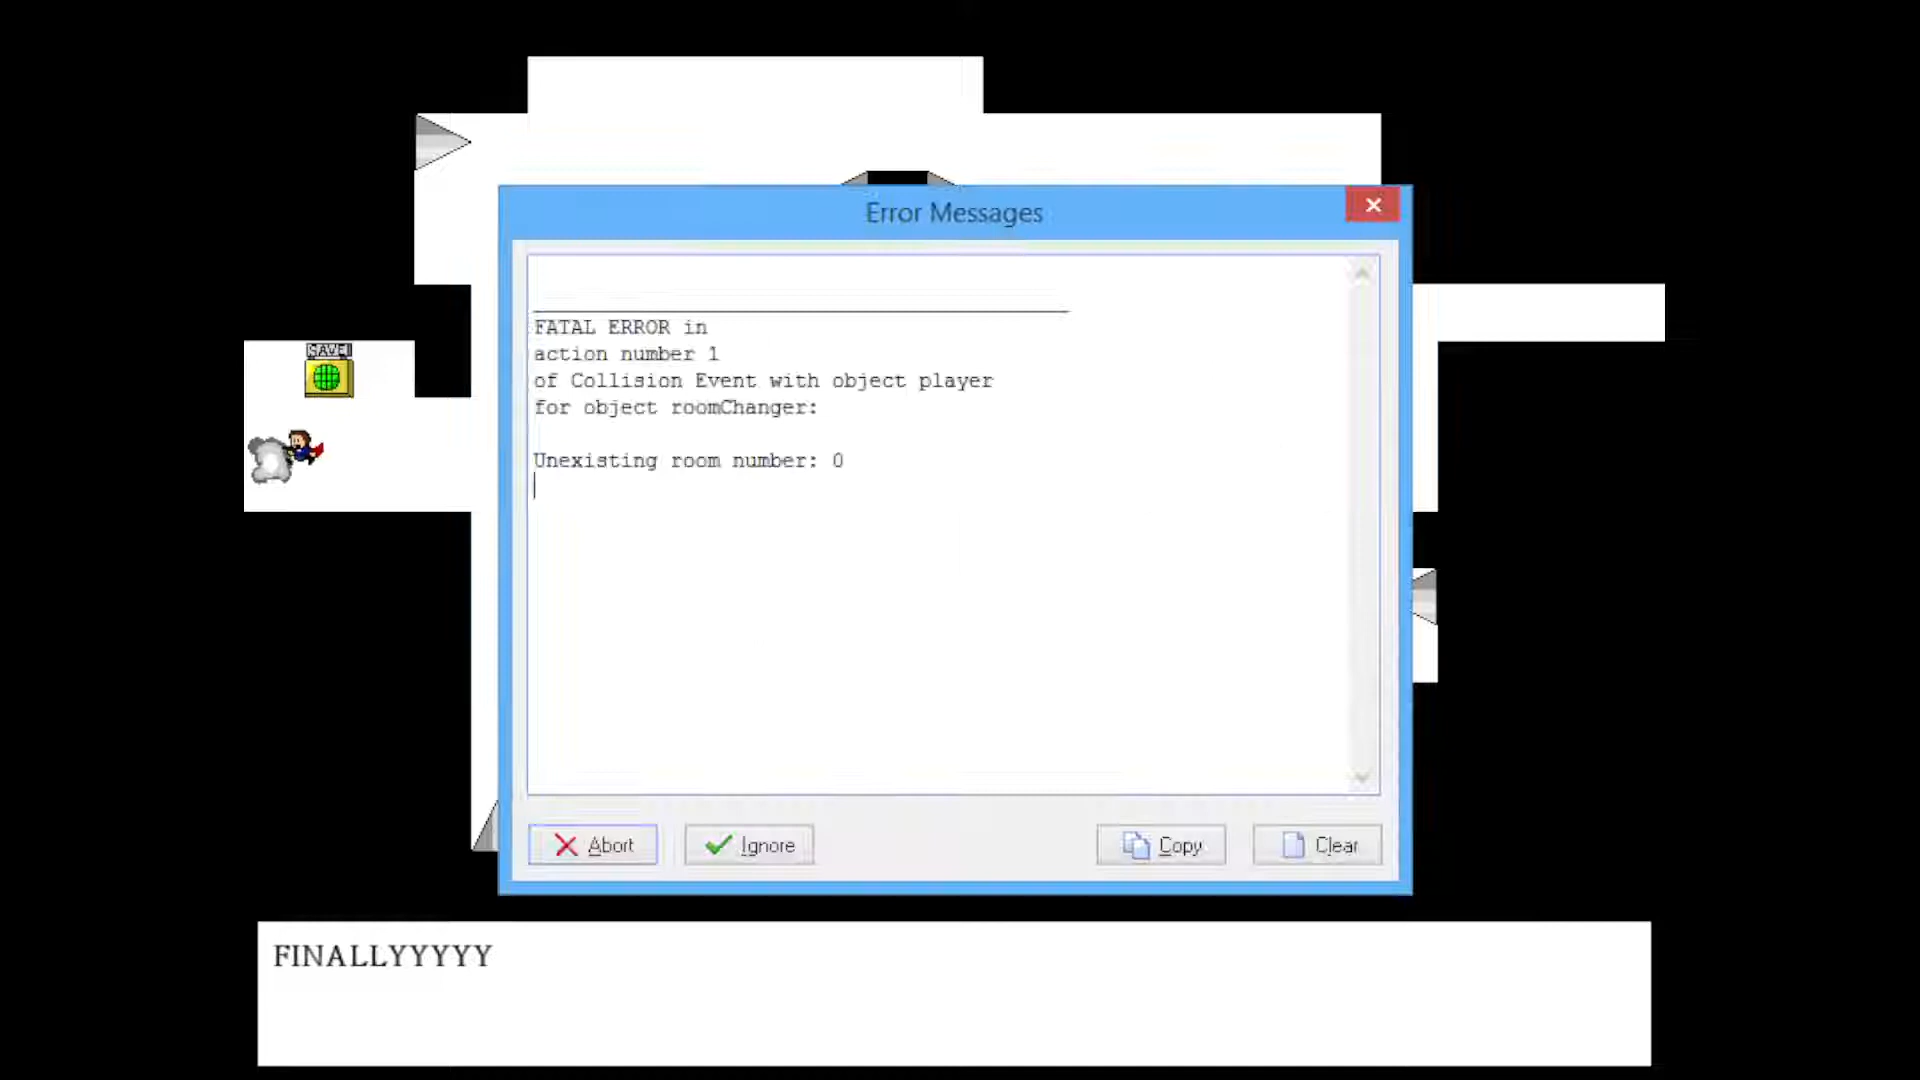 Error Messages
SAVE!
FATAL ERROR in
action number 1
of Collision Event with object player
for object roomChanger:
Unexisting room number: 0
Abort
Ignore
Copy
Clear
FINALLYYYYY